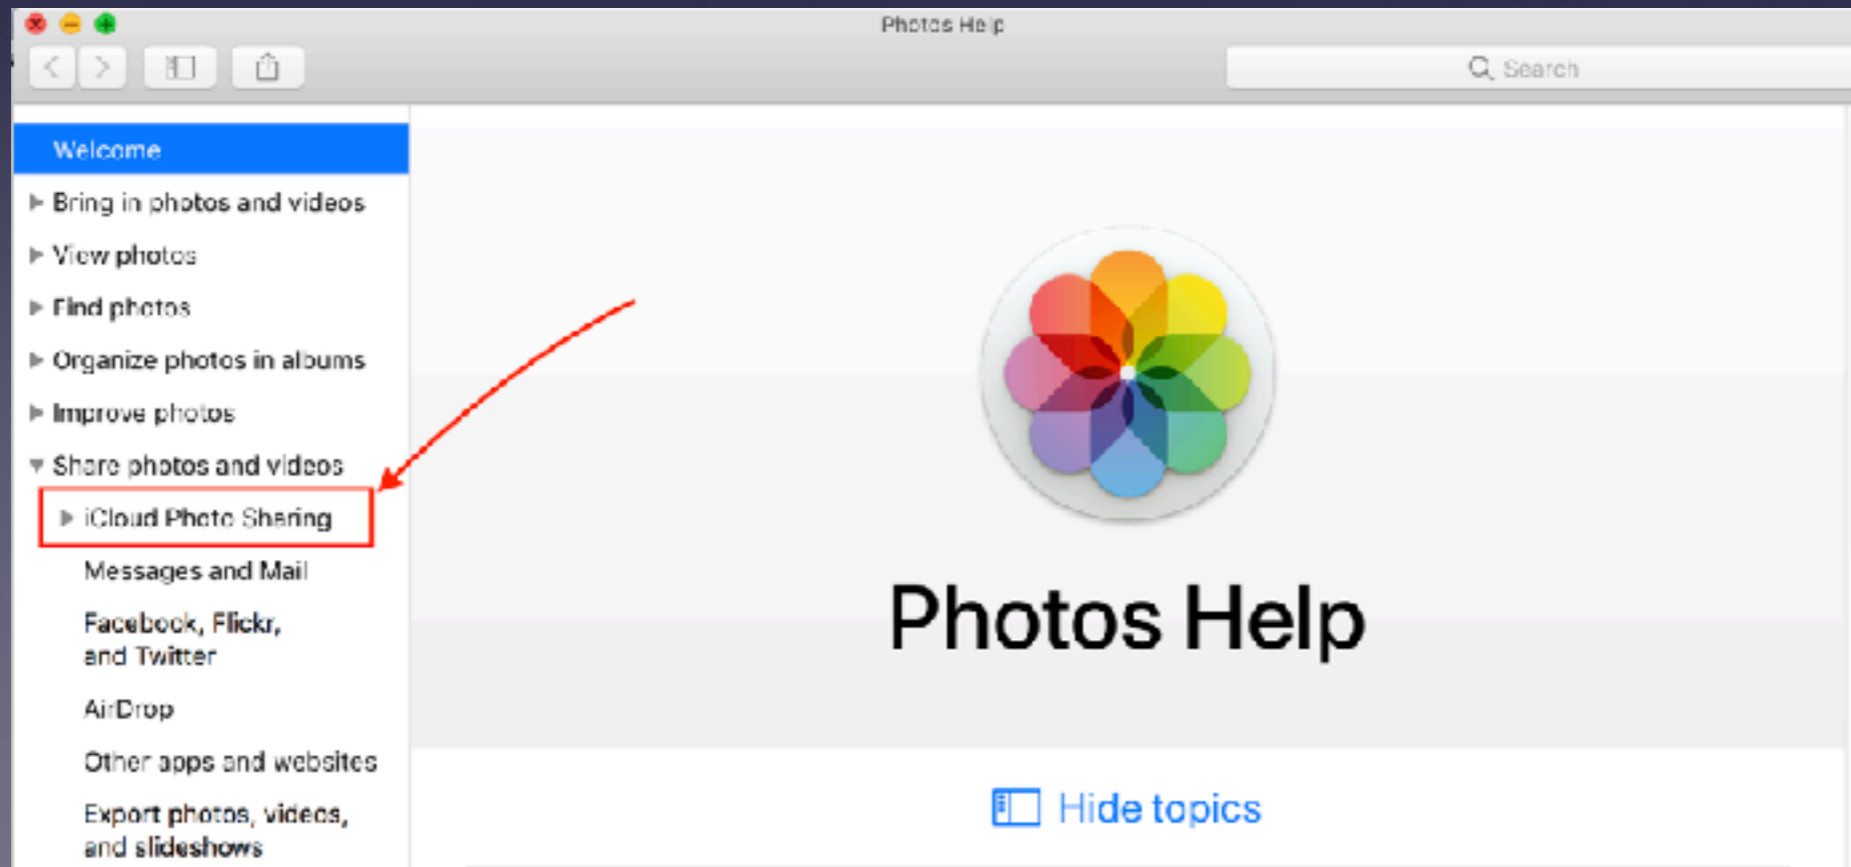 Photos Help
Search
Welcome
Bring in photos and videos
View photos
Find photos
Organize photos in albums
Improve photos
Share photos and videos
iCloud Photo Sharing
Messages and Mail
Facebook, Flickr,
and Twitter
AirDrop
Other apps and websites
Export photos, videos,
and slideshows
Photos Help
Hide topics